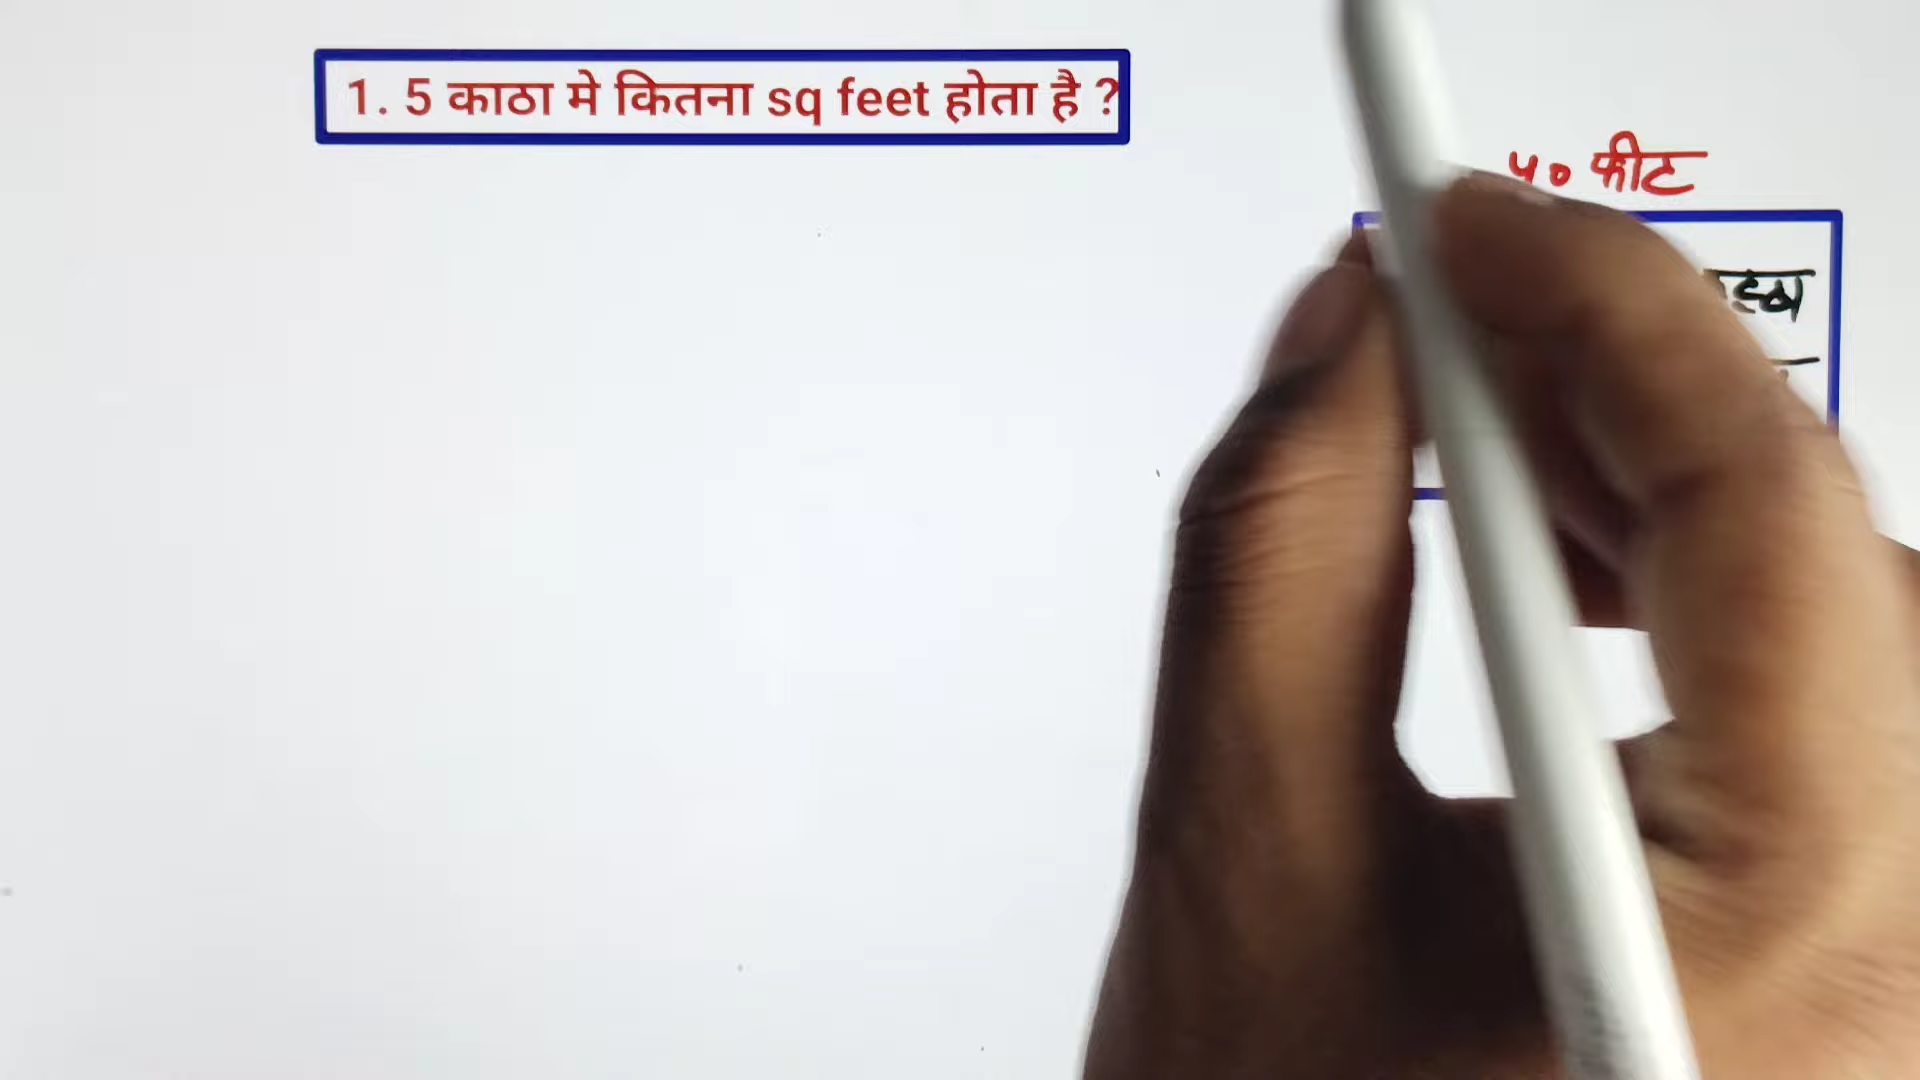 1. 5 काठा मे कितना sq feet होता है ?
५० फीट